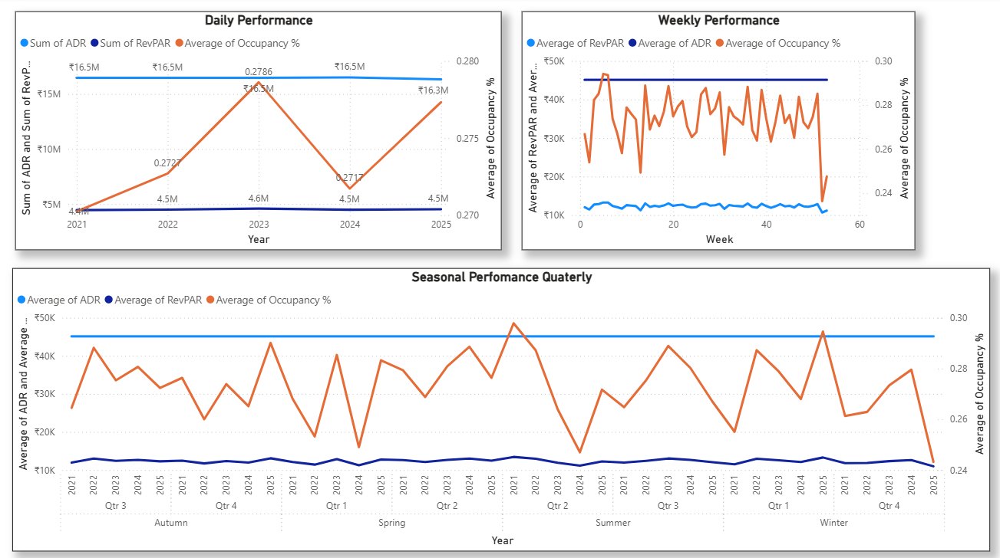 Daily Performance
Sum of ADR Sum of RevPAR Average of Occupancy %
Sum of ADR and Sum of RevP...
₹15M
₹10M
₹5M
₹16.5M ₹16.5M 0.2786 ₹16.5M
₹16.5M ₹16.3M
0.2727 0.2717
4.4M 4.5M 4.6M 4.5M 4.5M
0.280
0.275
0.270
Average of Occupancy %
2021 2022 2023 2024 2025
Year
Weekly Performance
Average of RevPAR Average of ADR Average of Occupancy %
Average of RevPAR and Aver...
₹50K
₹40K
₹30K
₹20K
₹10K
0.30
0.28
0.26
0.24
Average of Occupancy %
0 20 40 60
Week
Seasonal Perfomance Quaterly
Average of ADR Average of RevPAR Average of Occupancy %
Average of ADR and Average ...
₹50K
₹40K
₹30K
₹20K
₹10K
0.30
0.28
0.26
0.24
Average of Occupancy %
2021 2022 2023 2024 2025 2021 2022 2023 2024 2025 2021 2022 2023 2024 2025 2021 2022 2023 2024 2025 2021 2022 2023 2024 2025 2021 2022 2023 2024 2025 2021 2022 2023 2024 2025 2021 2022 2023 2024 2025
Qtr 3 Qtr 4 Qtr 1 Qtr 2 Qtr 2 Qtr 3 Qtr 1 Qtr 4
Autumn Spring Summer Winter
Year